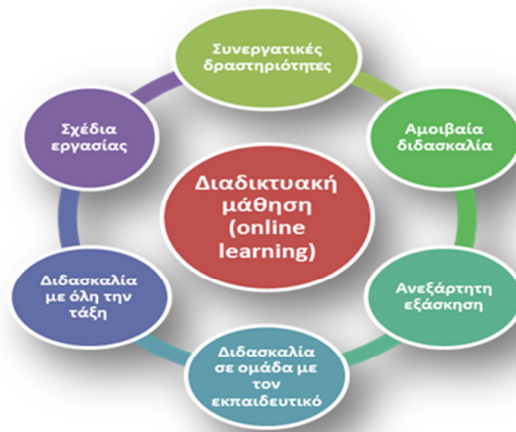 Συνεργατικές
δραστηριότητες
Αμοιβαία
διδασκαλία
Ανεξάρτητη
εξάσκηση
Διδασκαλία
σε ομάδα με
τον
εκπαιδευτικό
Διδασκαλία
με όλη την
τάξη
Σχέδια
εργασίας
Διαδικτυακή
μάθηση
(online
learning)